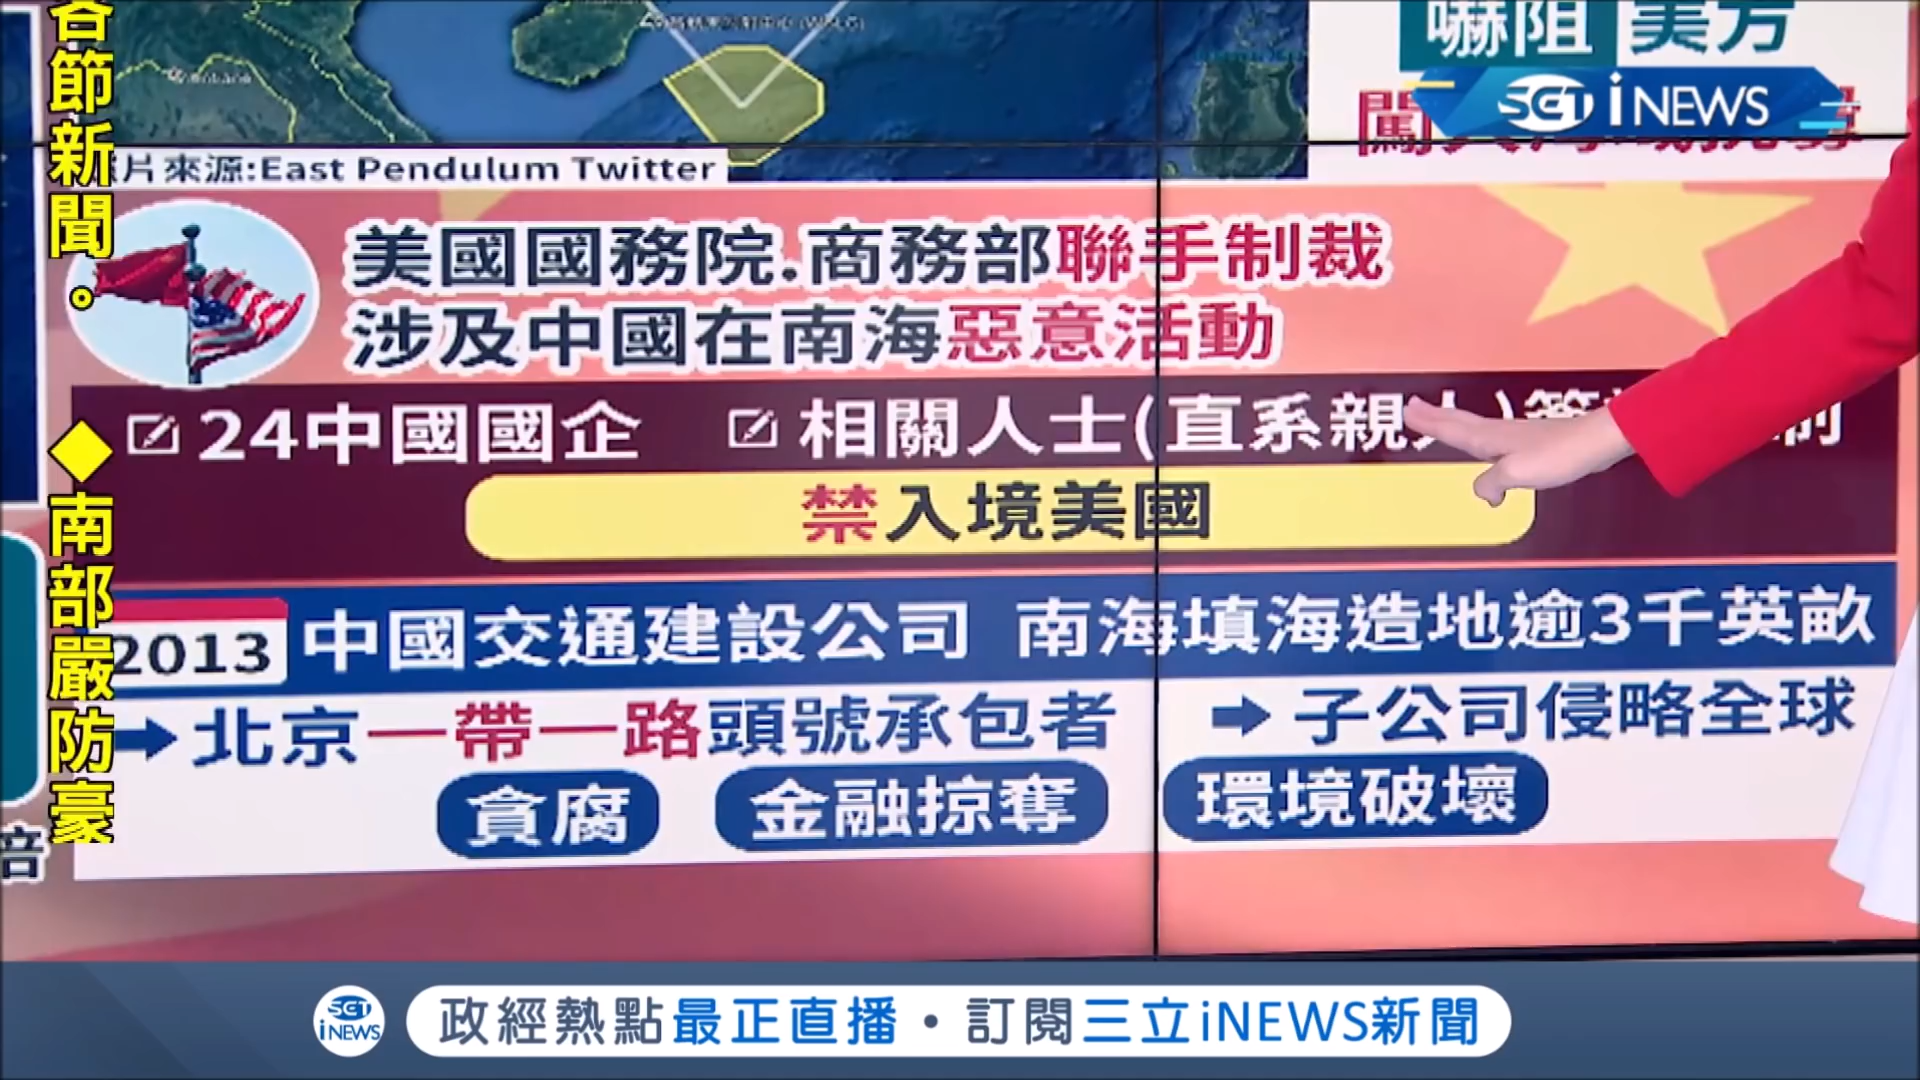 容節新聞。
◆南部嚴防豪
嚇阻 美方
SET iNEWS
片來源:East Pendulum Twitter
美國國務院.商務部聯手制裁
涉及中國在南海惡意活動
24中國國企
相關人士(直系親人)
禁入境美國
2013
中國交通建設公司 南海填海造地逾3千英畝
北京一帶一路頭號承包者
子公司侵略全球
貪腐 金融掠奪 環境破壞
倍
SET iNEWS
政經熱點最正直播・訂閱三立iNEWS新聞